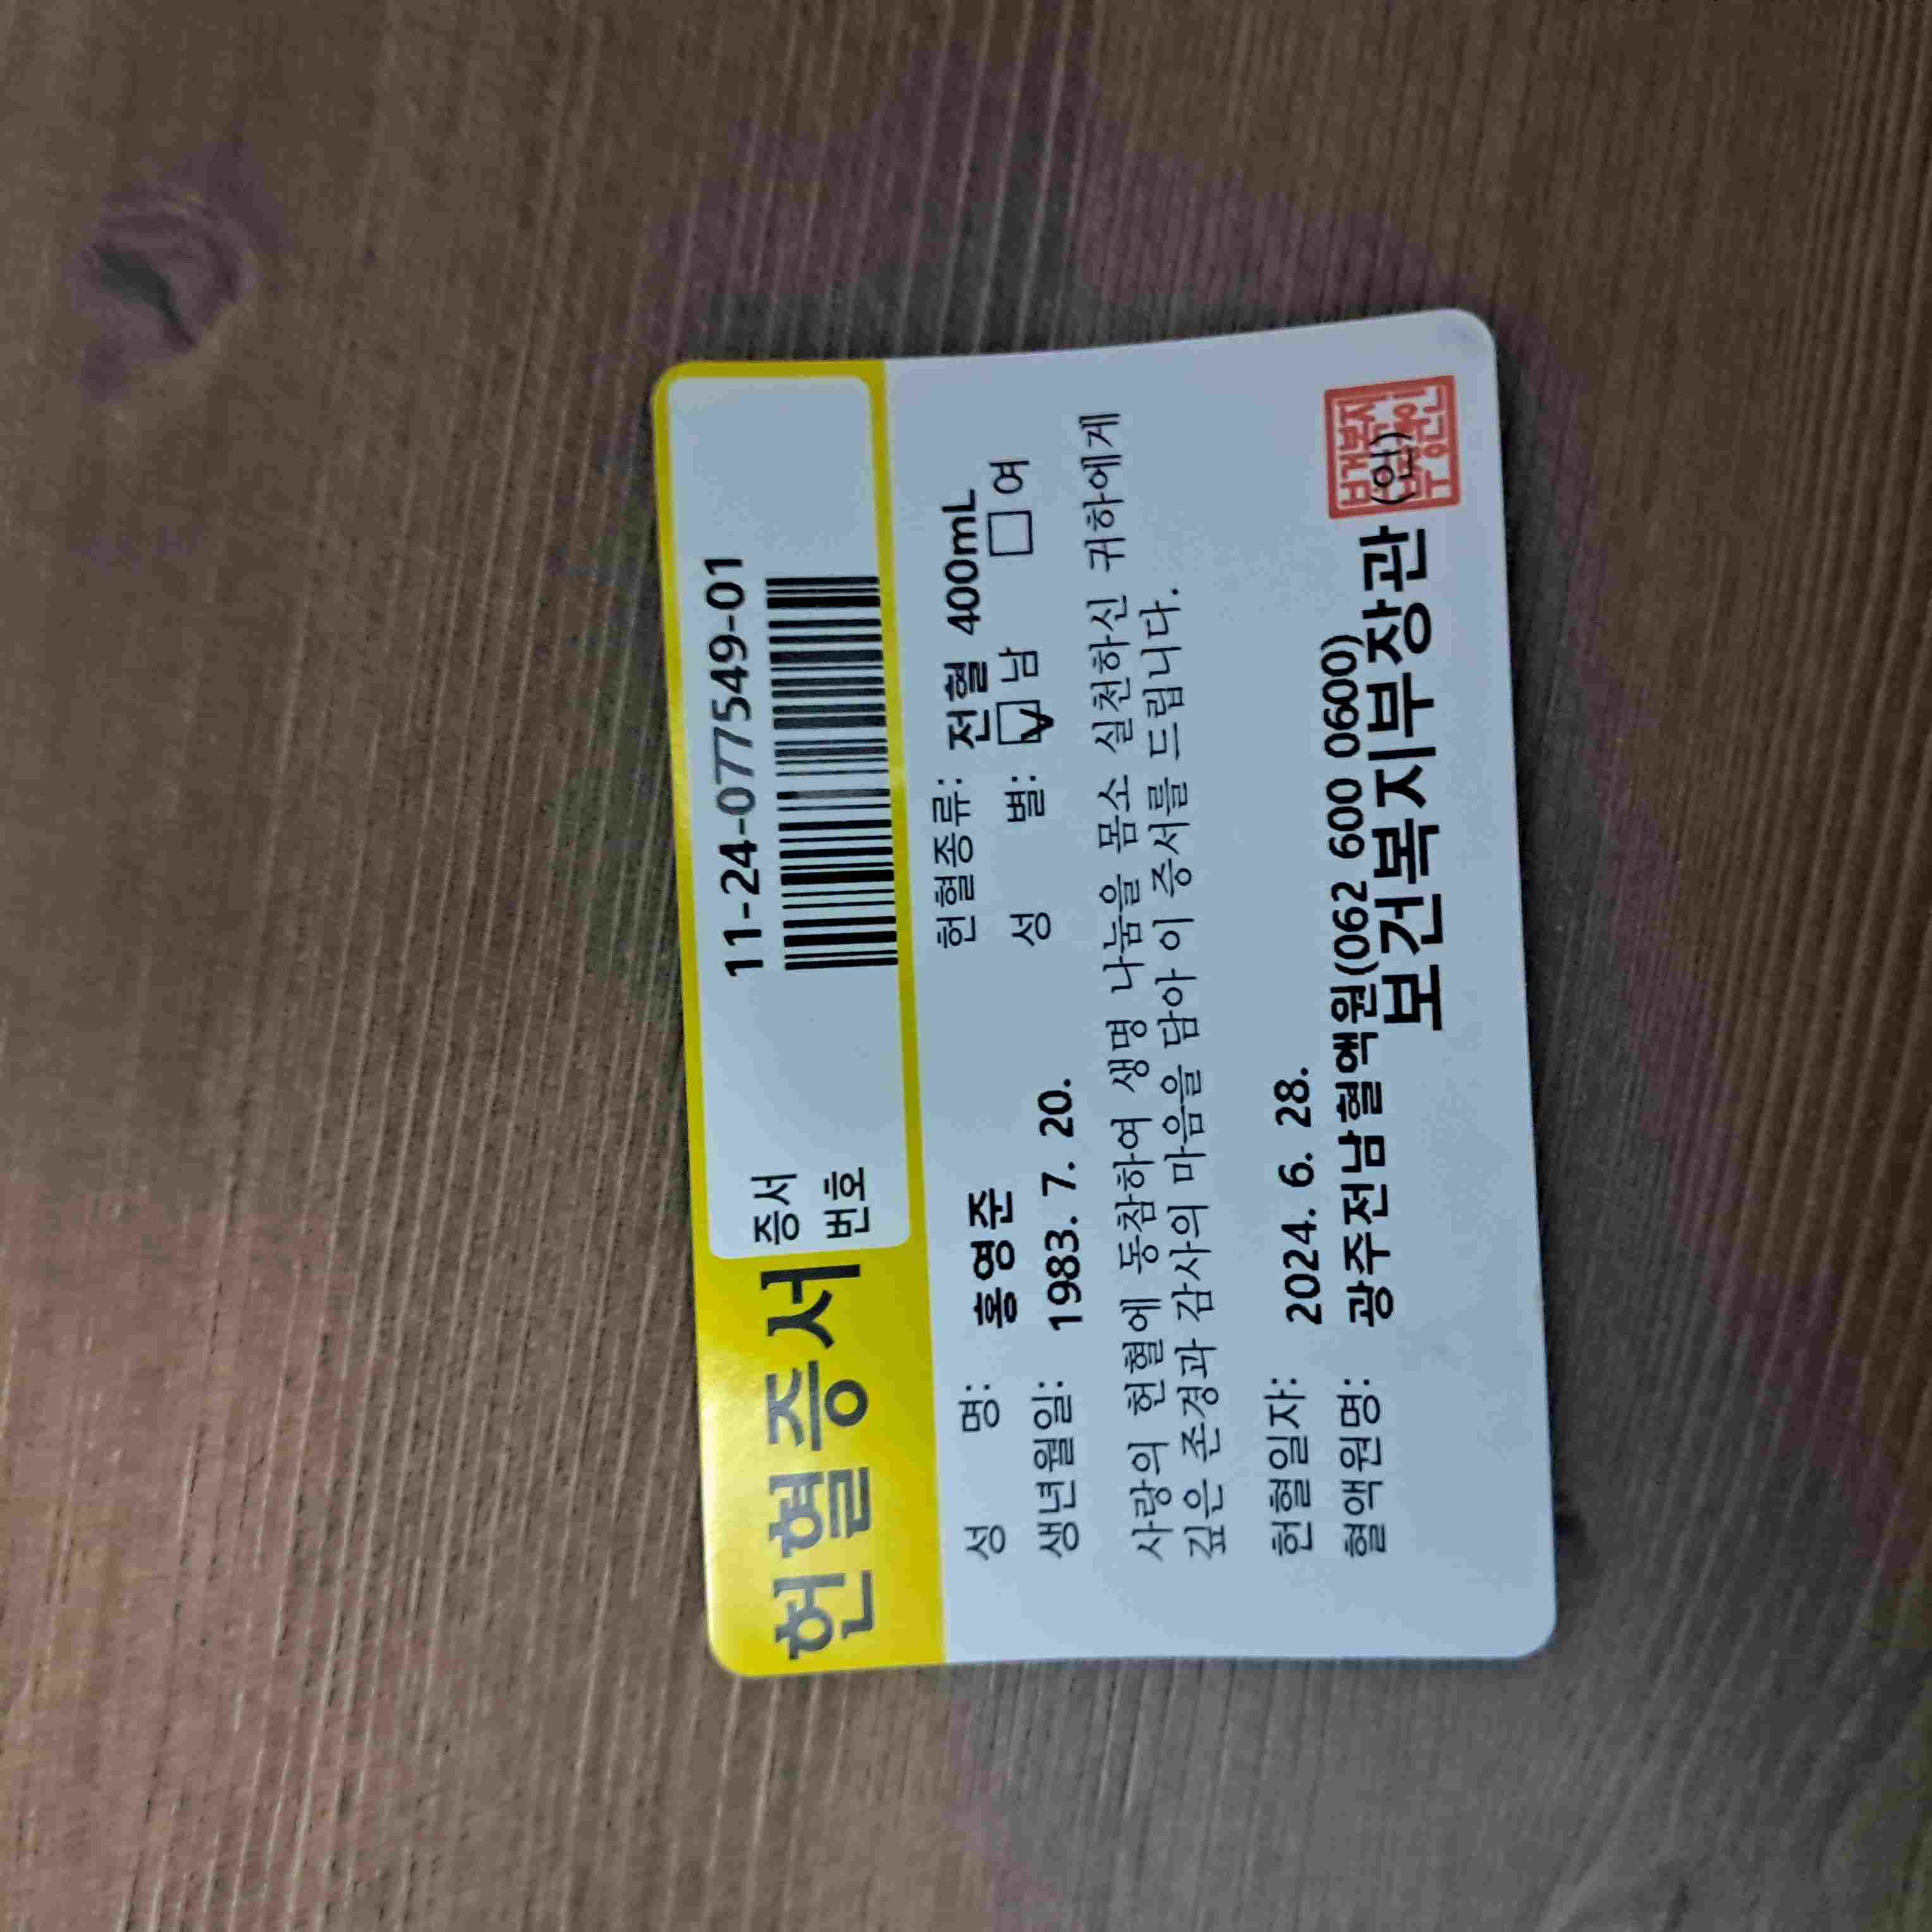 헌혈증서
증서번호
11-24-077549-01
성 명: 홍영준
헌혈종류: 전혈 400mL
생년월일: 1983. 7. 20.
성 별: ☑남 ☐여
사랑의 헌혈에 동참하여 생명 나눔을 몸소 실천하신 귀하에게
깊은 존경과 감사의 마음을 담아 이 증서를 드립니다.
헌혈일자: 2024. 6. 28.
혈액원명: 광주전남혈액원(062 600 0600)
보건복지부장관 (인)